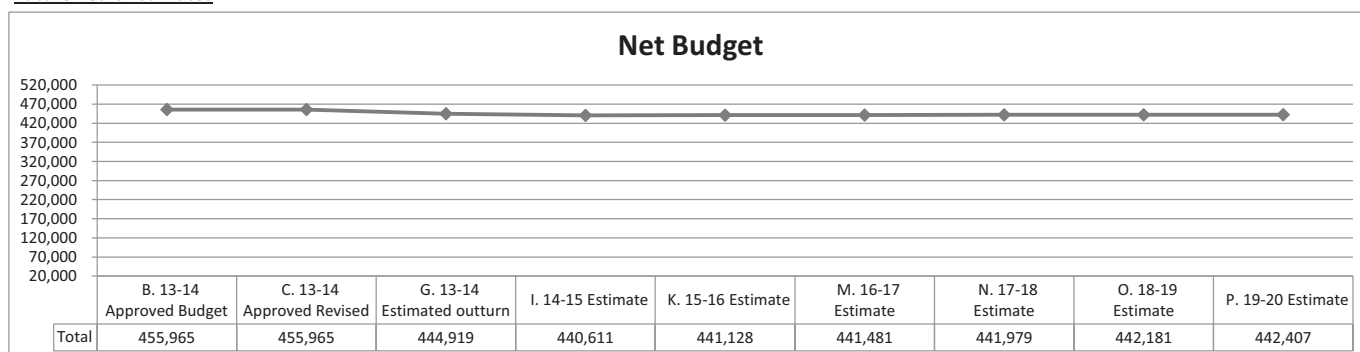 Net Budget
520,000
470,000
420,000
370,000
320,000
270,000
220,000
170,000
120,000
70,000
20,000
B. 13-14 Approved Budget
C. 13-14 Approved Revised
G. 13-14 Estimated outturn
I. 14-15 Estimate
K. 15-16 Estimate
M. 16-17 Estimate
N. 17-18 Estimate
O. 18-19 Estimate
P. 19-20 Estimate
Total 455,965 455,965 444,919 440,611 441,128 441,481 441,979 442,181 442,407